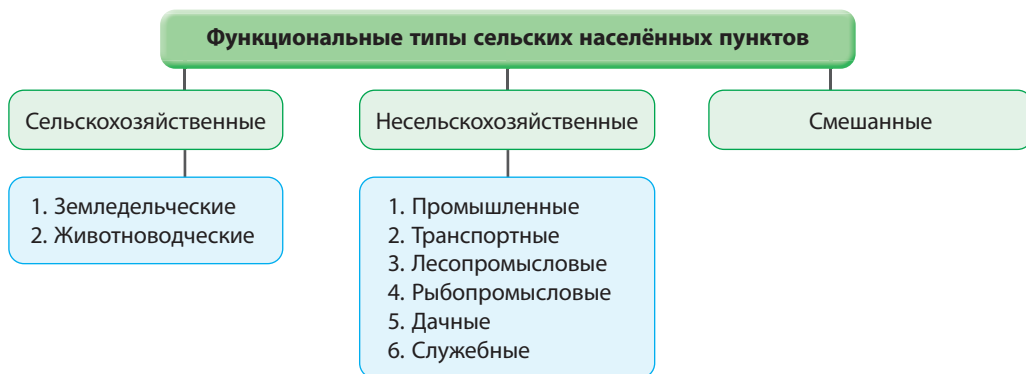 Функциональные типы сельских населённых пунктов
Сельскохозяйственные
Несельскохозяйственные
Смешанные
1. Земледельческие
2. Животноводческие
1. Промышленные
2. Транспортные
3. Лесопромысловые
4. Рыбопромысловые
5. Дачные
6. Служебные